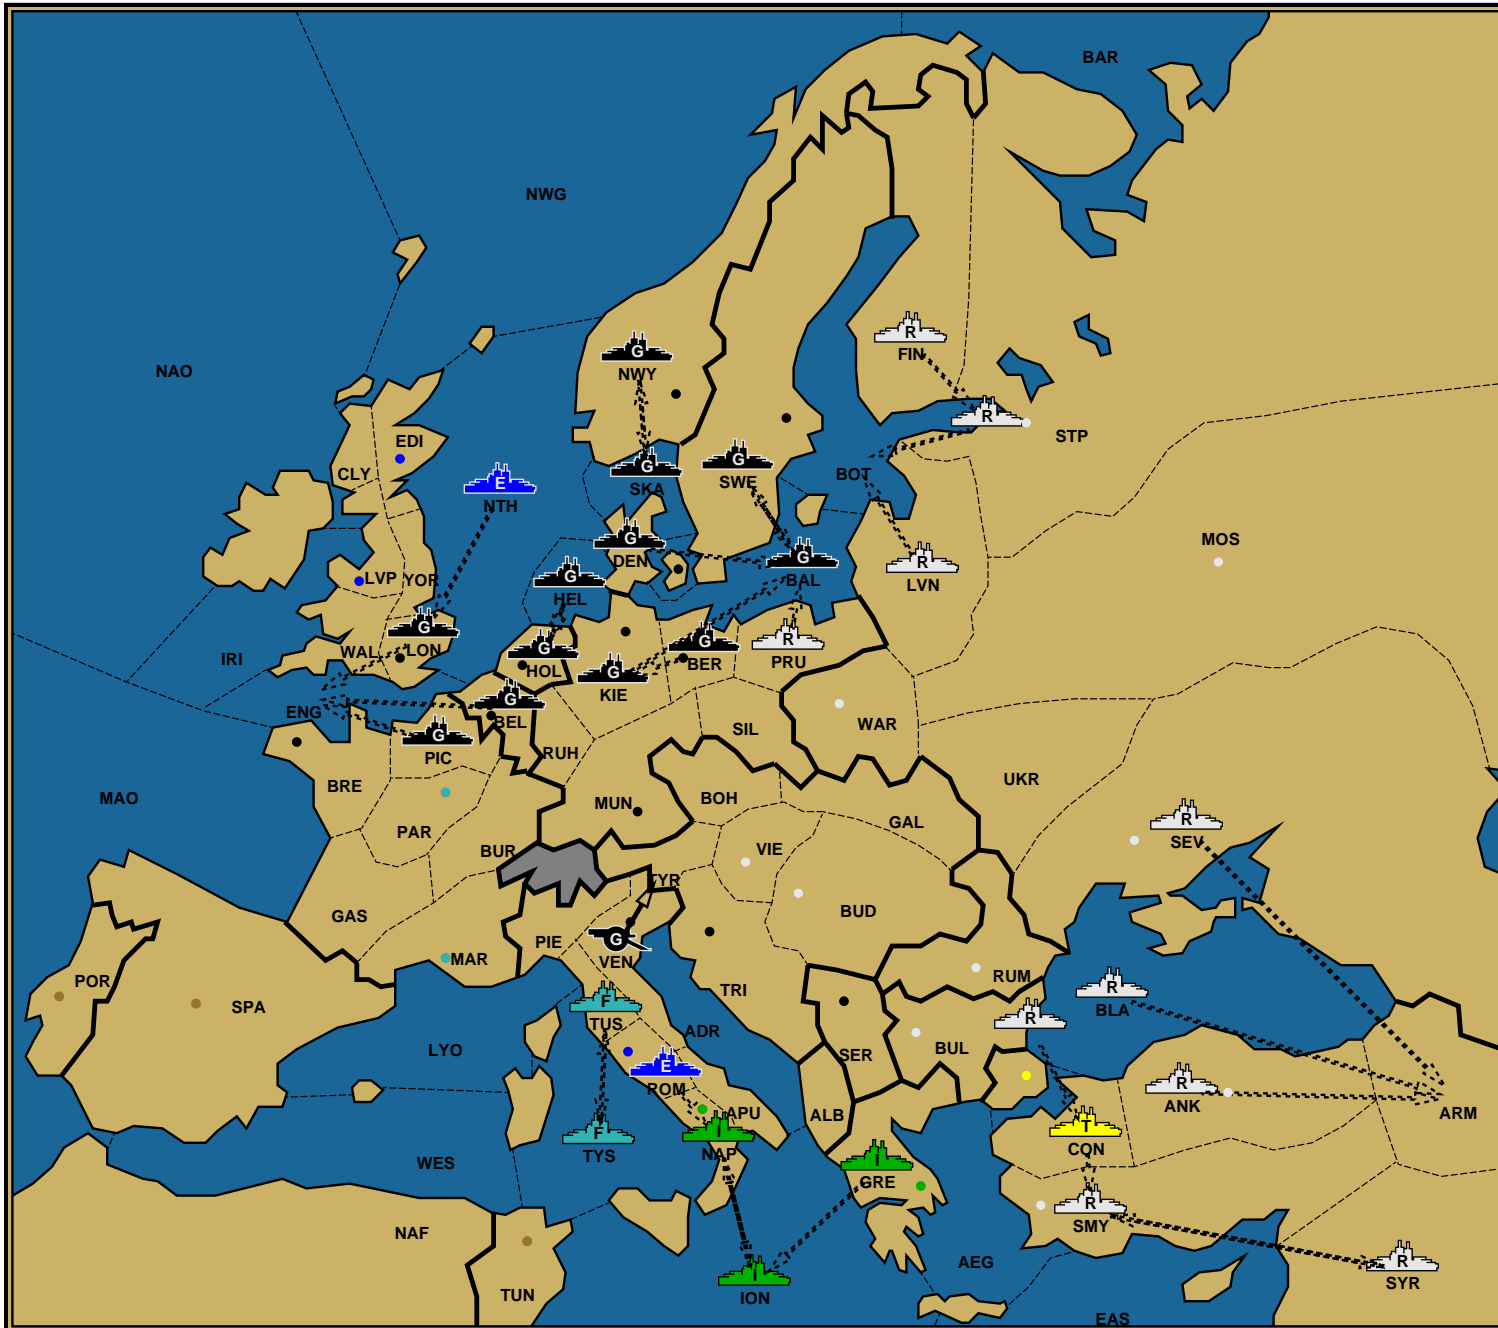 BAR
NWG
NAO
R
FIN
G
NWY
R
STP
EDI
CLY
E
NTH
G
SKA
G
SWE
BOT
MOS
G
DEN
G
BAL
R
LVN
LVP
YOR
G
HEL
G
LON
WAL
IRI
G
HOL
G
KIE
G
BER
R
PRU
ENG
G
BEL
G
PIC
RUH
SIL
WAR
UKR
BRE
MAO
MUN
BOH
PAR
BUR
GAL
VIE
R
SEV
TYR
GAS
BUD
G
VEN
PIE
MAR
POR
SPA
TRI
RUM
R
BLA
R
F
TUS
ADR
LYO
SER
BUL
E
ROM
R
ANK
ARM
APU
ALB
I
NAP
F
TYS
T
CON
WES
I
GRE
R
SMY
NAF
AEG
R
SYR
I
ION
TUN
EAS